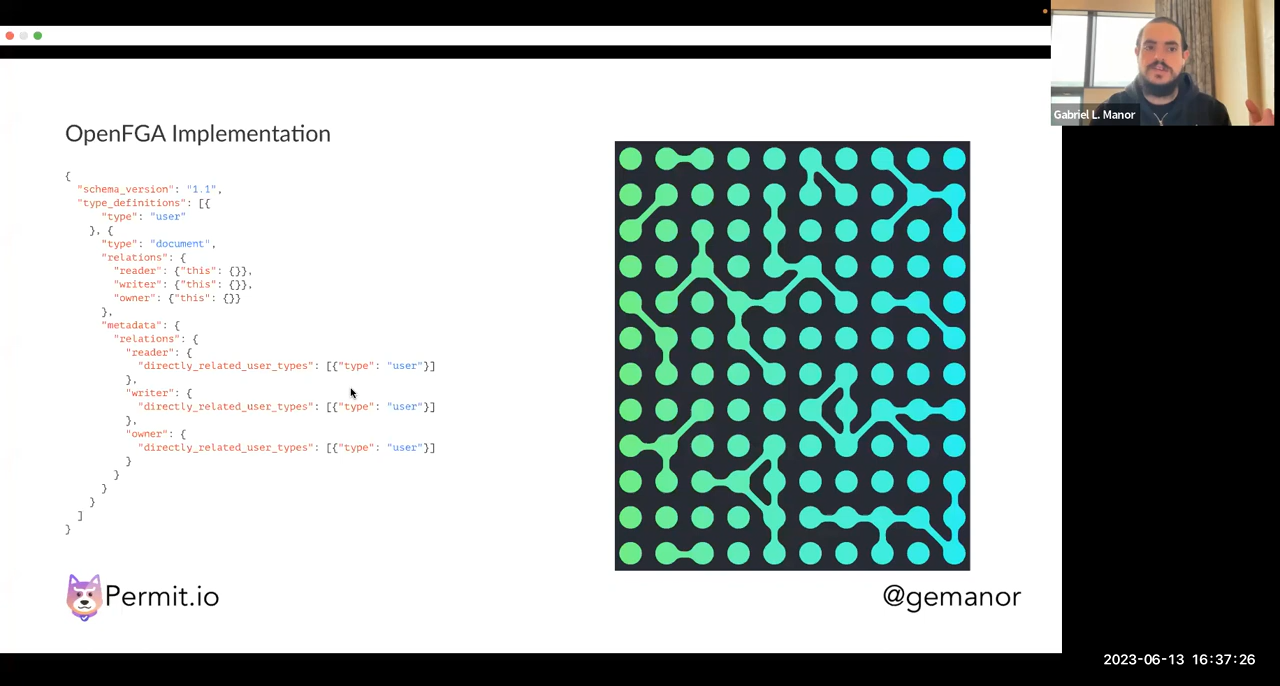 Gabriel L. Manor
OpenFGA Implementation
{
"schema_version": "1.1",
"type_definitions": [{
"type": "user"
}, {
"type": "document",
"relations": {
"reader": {"this": {}},
"writer": {"this": {}},
"owner": {"this": {}}
},
"metadata": {
"relations": {
"reader": {
"directly_related_user_types": [{"type": "user"}]
},
"writer": {
"directly_related_user_types": [{"type": "user"}]
},
"owner": {
"directly_related_user_types": [{"type": "user"}]
}
}
}
}
]
}
Permit.io
@gemanor
2023-06-13 16:37:26